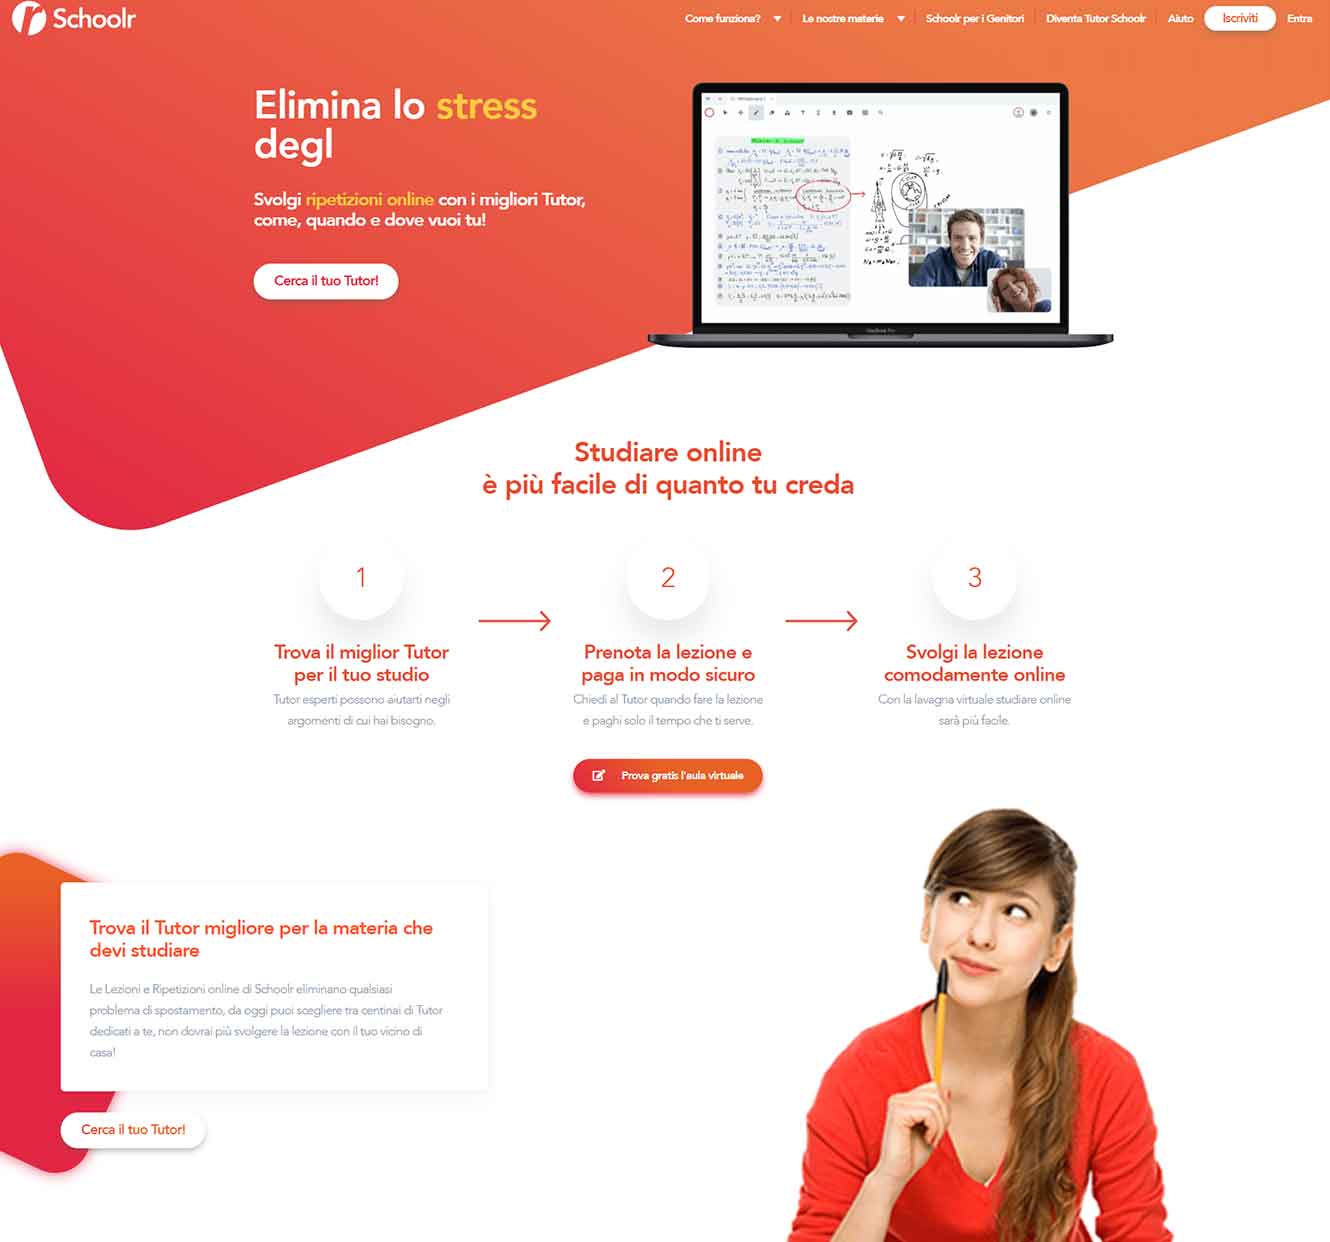 Schoolr
Come funziona?
Le nostre materie
Schoolr per i Genitori
Diventa Tutor Schoolr
Aiuto
Iscriviti
Entra
Elimina lo stress
degl
Svolgi ripetizioni online con i migliori Tutor,
come, quando e dove vuoi tu!
Cerca il tuo Tutor!
MacBook Pro
Studiare online
è più facile di quanto tu creda
1
2
3
Trova il miglior Tutor
per il tuo studio
Tutor esperti possono aiutarti negli
argomenti di cui hai bisogno.
Prenota la lezione e
paga in modo sicuro
Chiedi al Tutor quando fare la lezione
e paghi solo il tempo che ti serve.
Svolgi la lezione
comodamente online
Con la lavagna virtuale studiare online
sarà più facile.
Prova gratis l'aula virtuale
Trova il Tutor migliore per la materia che
devi studiare
Le Lezioni e Ripetizioni online di Schoolr eliminano qualsiasi
problema di spostamento, da oggi puoi scegliere tra centinai di Tutor
dedicati a te, non dovrai più svolgere la lezione con il tuo vicino di
casa!
Cerca il tuo Tutor!